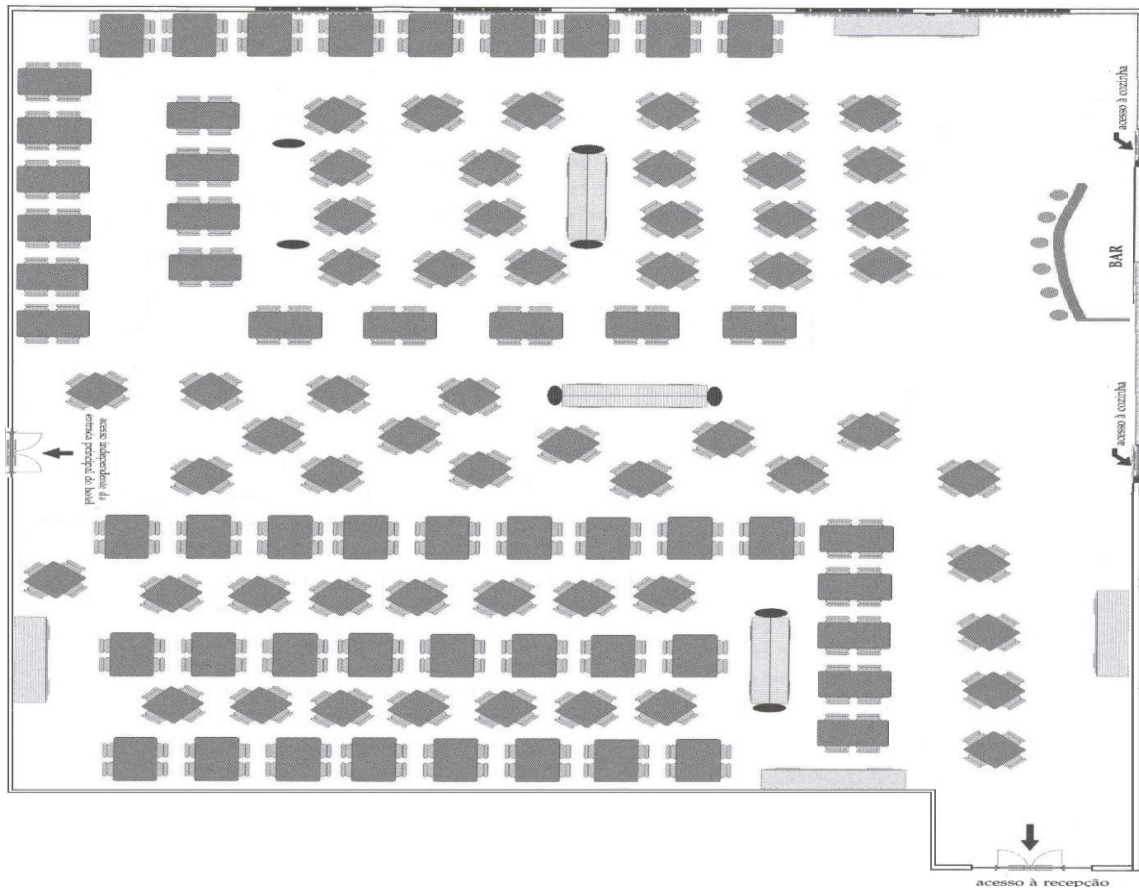 acesso à cozinha
BAR
acesso à cozinha
acesso independente da
entrada principal do hotel
acesso à recepção